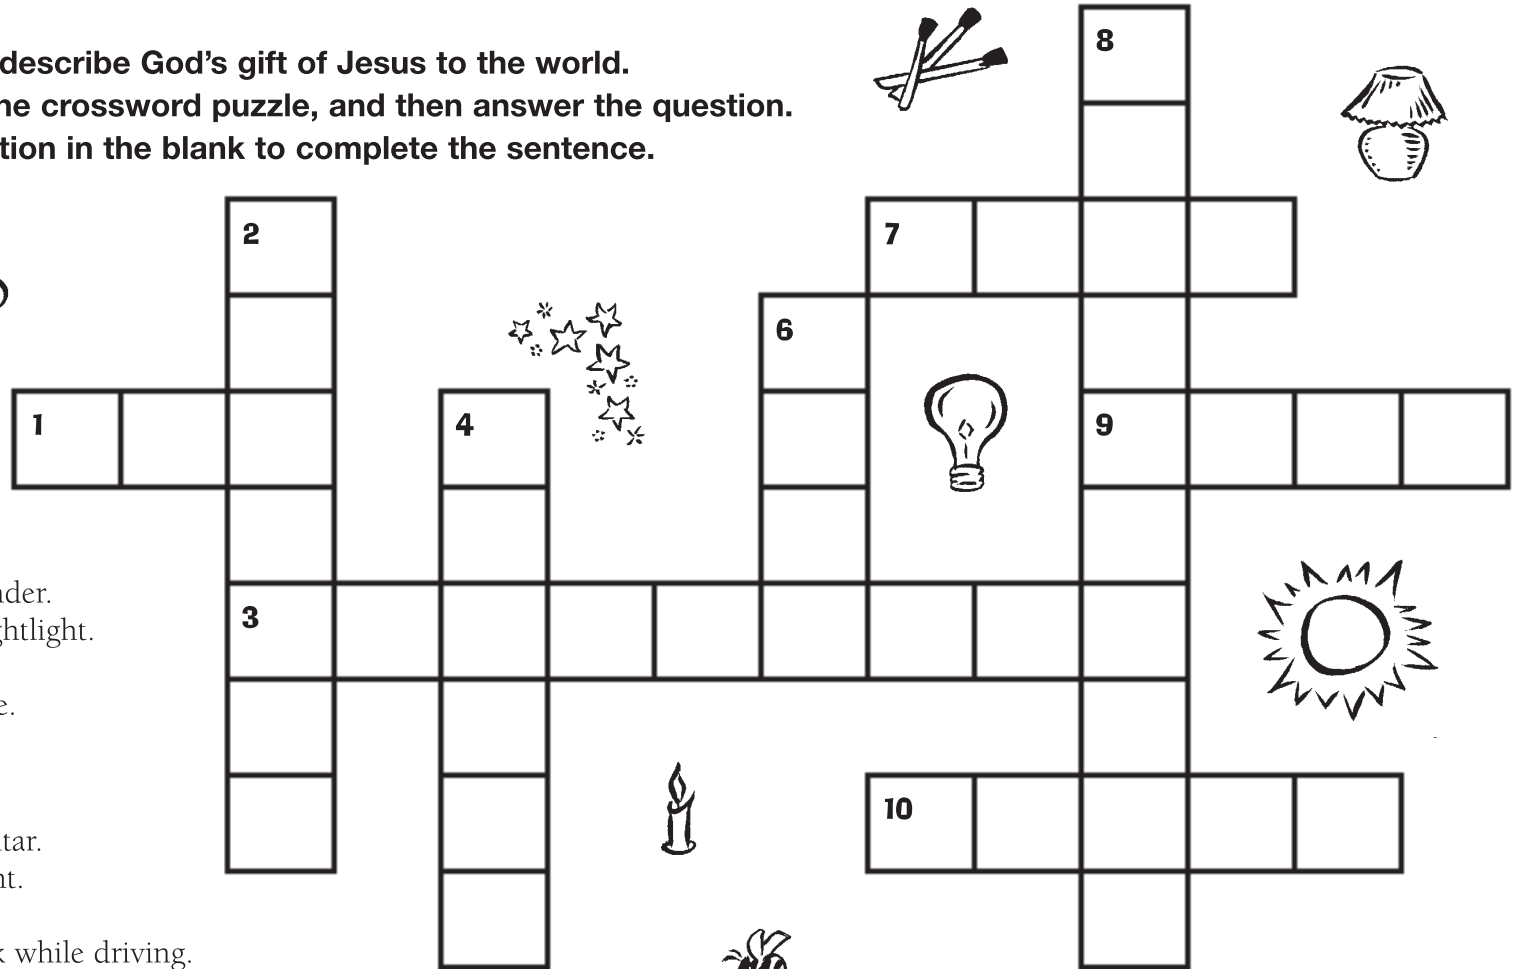 describe God's gift of Jesus to the world.
he crossword puzzle, and then answer the question.
tion in the blank to complete the sentence.
8
2
7
6
1
4
9
nder.
3
ghtlight.
e.
10
tar.
nt.
k while driving.